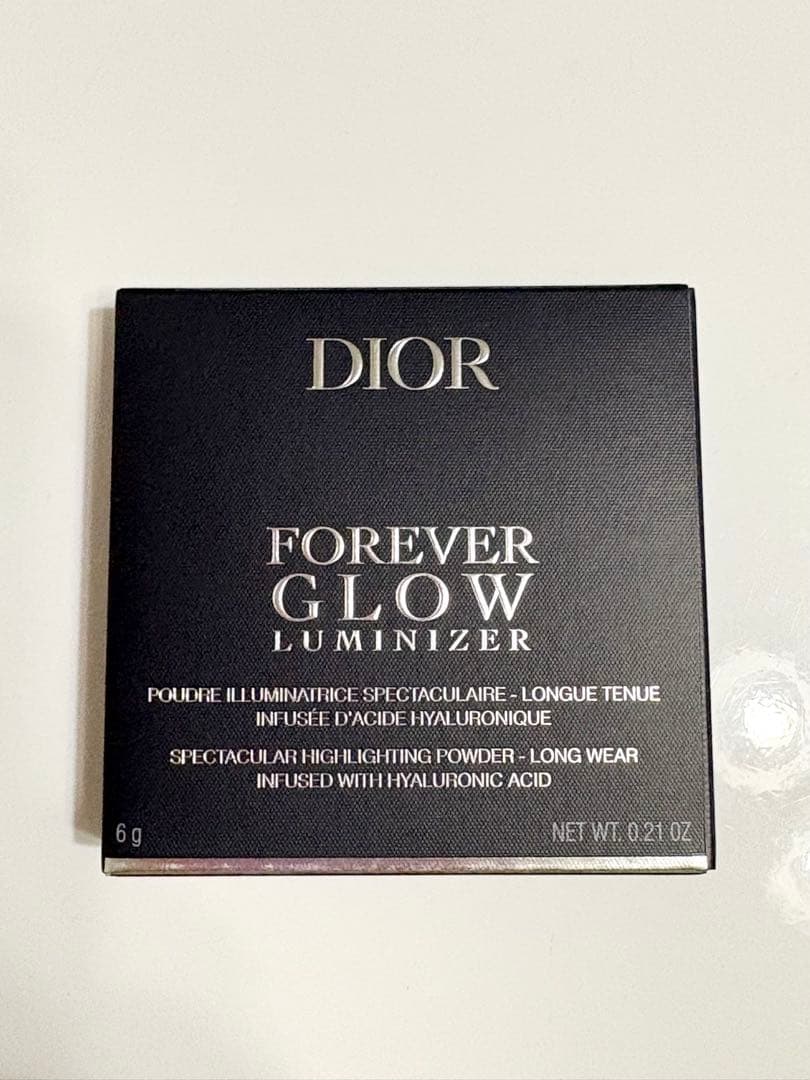 DIOR
FOREVER
GLOW
LUMINIZER
POUDRE ILLUMINATRICE SPECTACULAIRE - LONGUE TENUE
INFUSÉE D'ACIDE HYALURONIQUE
SPECTACULAR HIGHLIGHTING POWDER - LONG WEAR
INFUSED WITH HYALURONIC ACID
6 g NET WT. 0.21 OZ